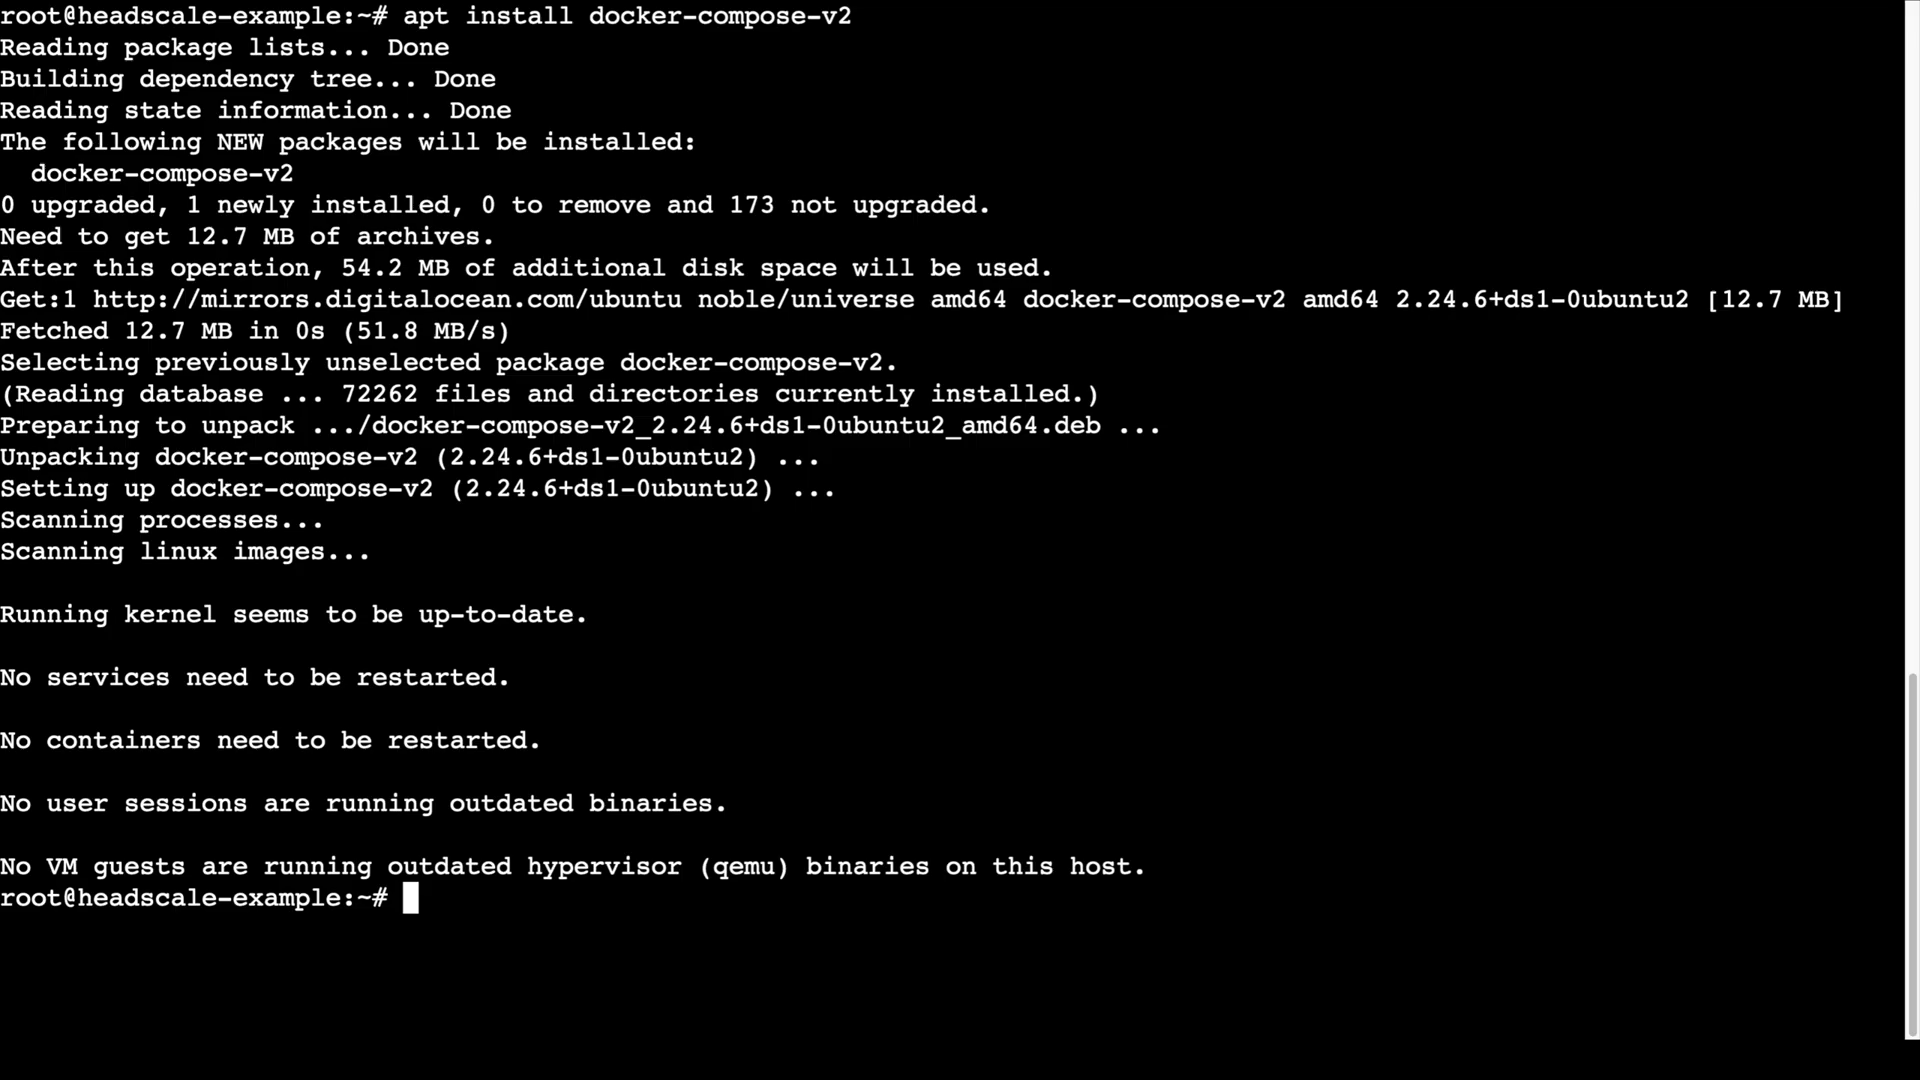 root@headscale-example:~# apt install docker-compose-v2
Reading package lists... Done
Building dependency tree... Done
Reading state information... Done
The following NEW packages will be installed:
  docker-compose-v2
0 upgraded, 1 newly installed, 0 to remove and 173 not upgraded.
Need to get 12.7 MB of archives.
After this operation, 54.2 MB of additional disk space will be used.
Get:1 http://mirrors.digitalocean.com/ubuntu noble/universe amd64 docker-compose-v2 amd64 2.24.6+ds1-0ubuntu2 [12.7 MB]
Fetched 12.7 MB in 0s (51.8 MB/s)
Selecting previously unselected package docker-compose-v2.
(Reading database ... 72262 files and directories currently installed.)
Preparing to unpack .../docker-compose-v2_2.24.6+ds1-0ubuntu2_amd64.deb ...
Unpacking docker-compose-v2 (2.24.6+ds1-0ubuntu2) ...
Setting up docker-compose-v2 (2.24.6+ds1-0ubuntu2) ...
Scanning processes...
Scanning linux images...
Running kernel seems to be up-to-date.
No services need to be restarted.
No containers need to be restarted.
No user sessions are running outdated binaries.
No VM guests are running outdated hypervisor (qemu) binaries on this host.
root@headscale-example:~#